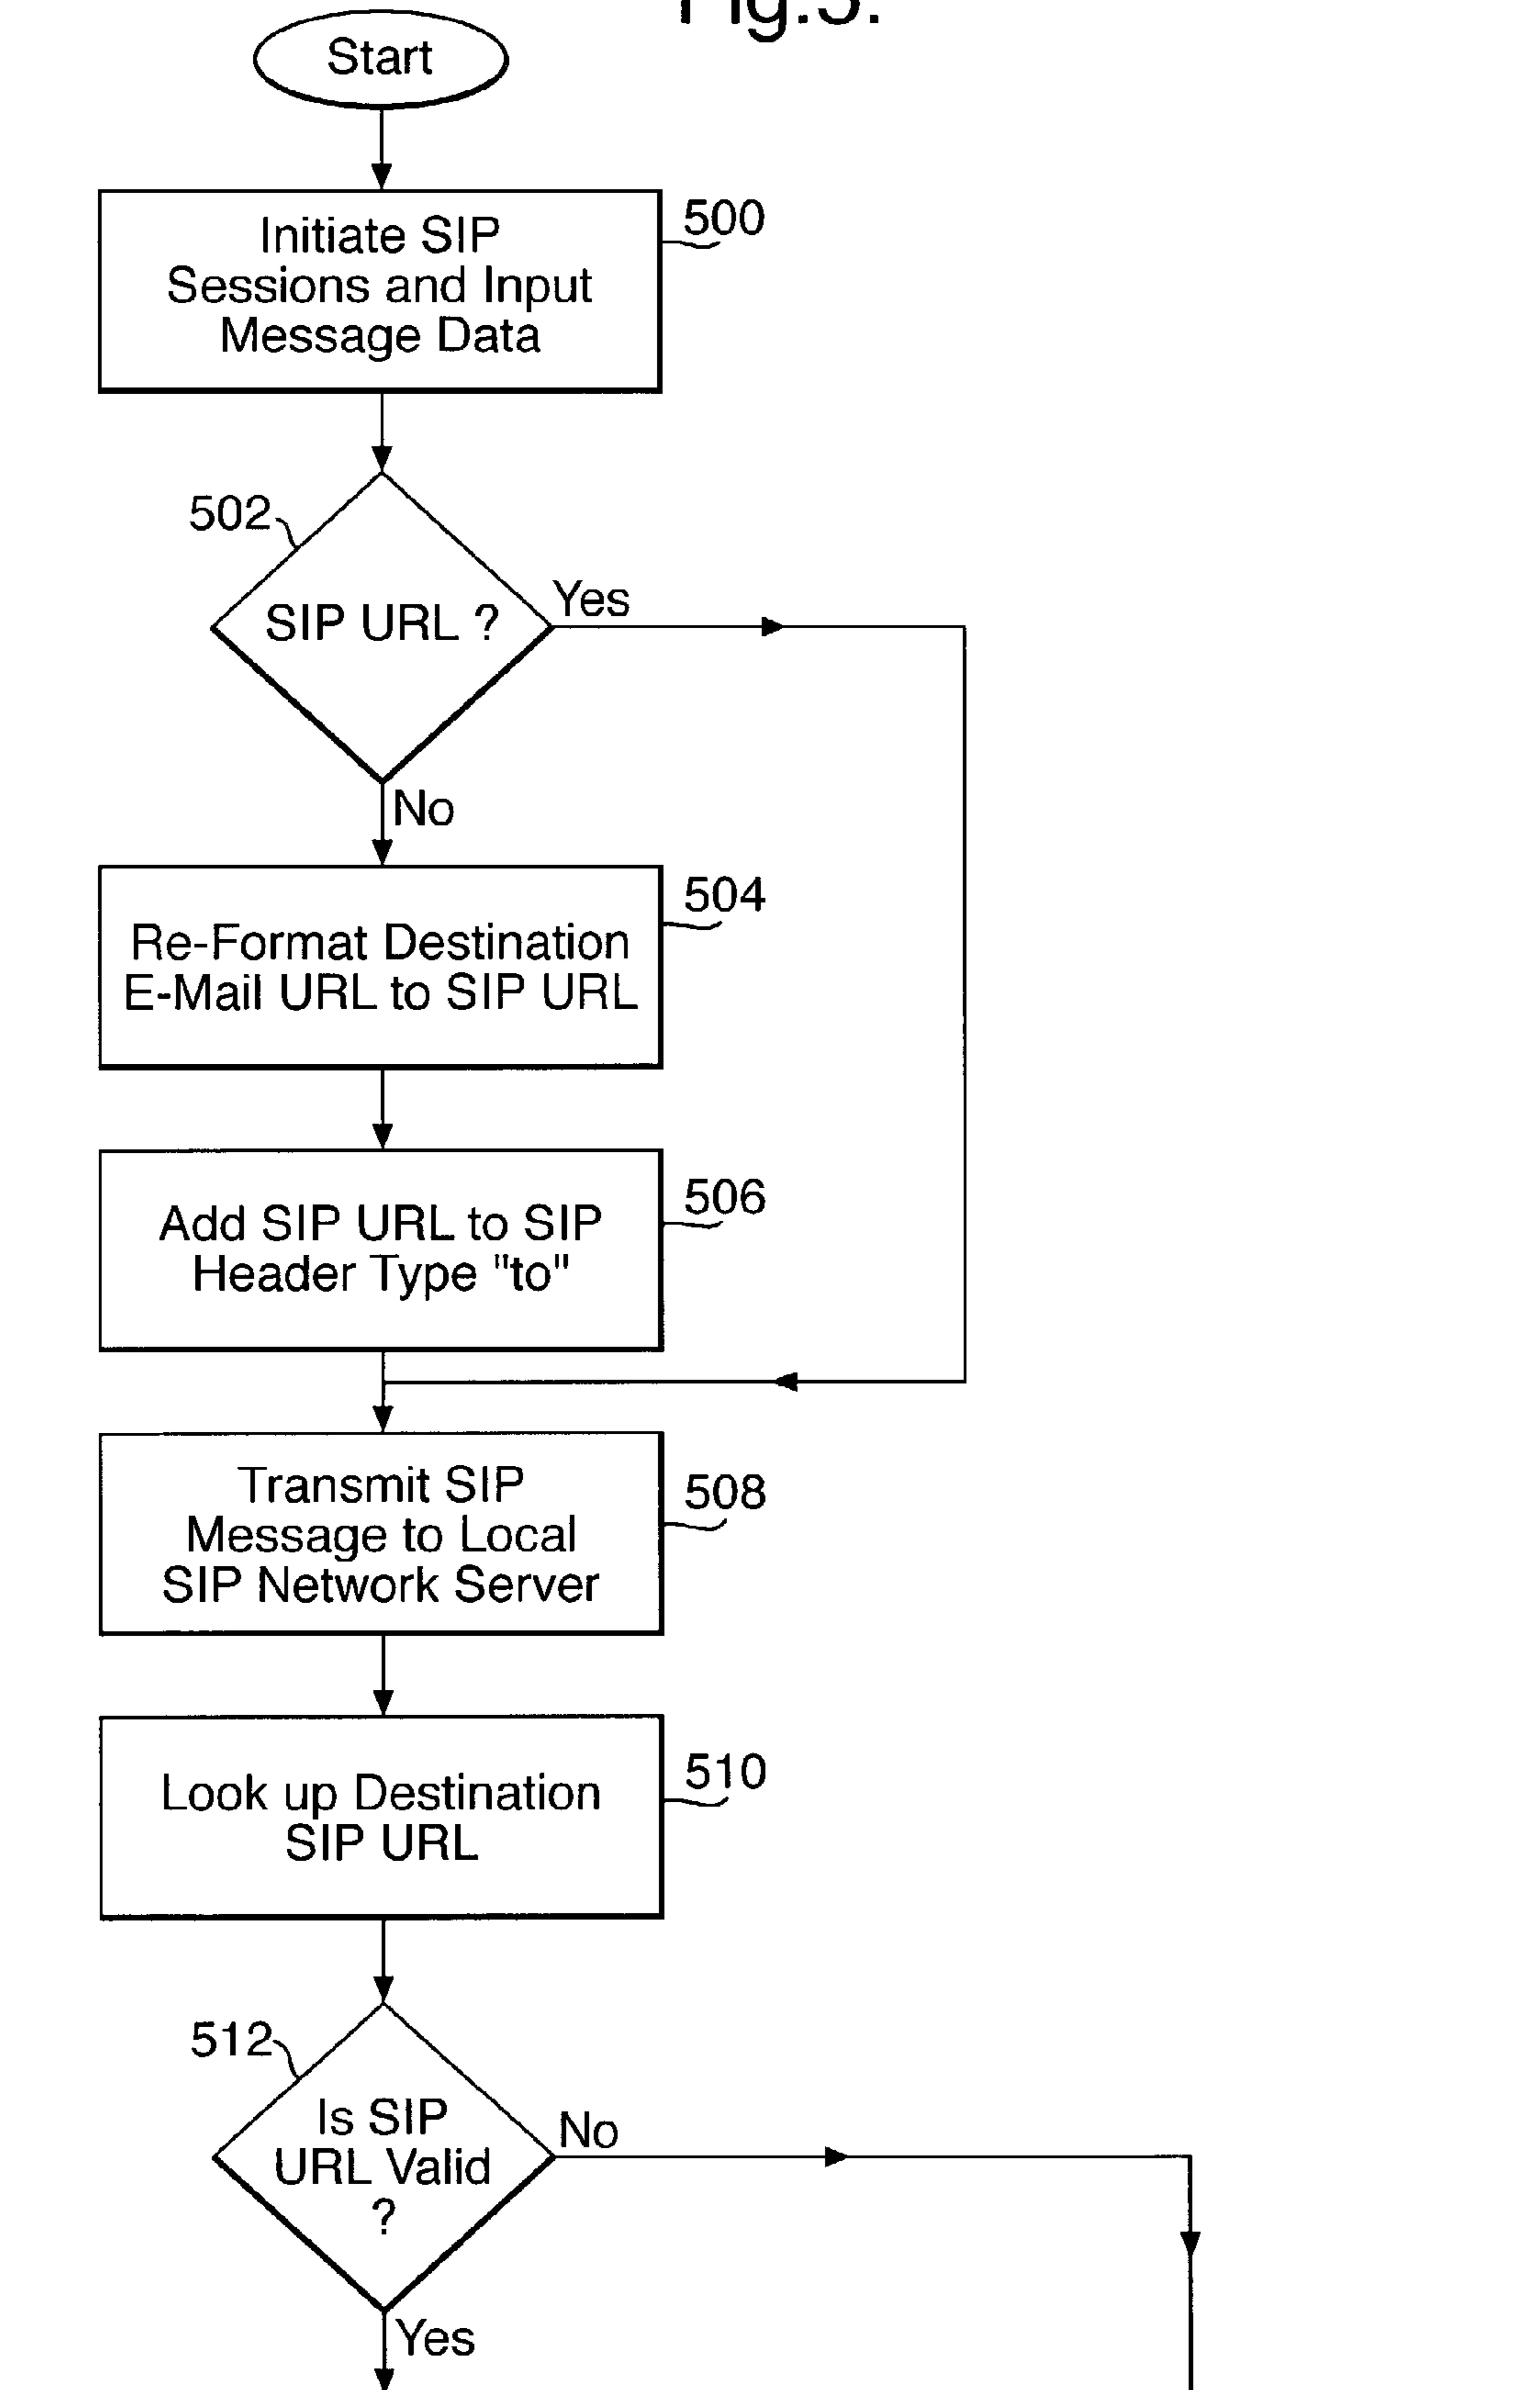 Fig.5.
Start
Initiate SIP
Sessions and Input
Message Data
500
502
SIP URL ?
Yes
No
Re-Format Destination
E-Mail URL to SIP URL
504
Add SIP URL to SIP
Header Type "to"
506
Transmit SIP
Message to Local
SIP Network Server
508
Look up Destination
SIP URL
510
512
Is SIP
URL Valid
?
No
Yes